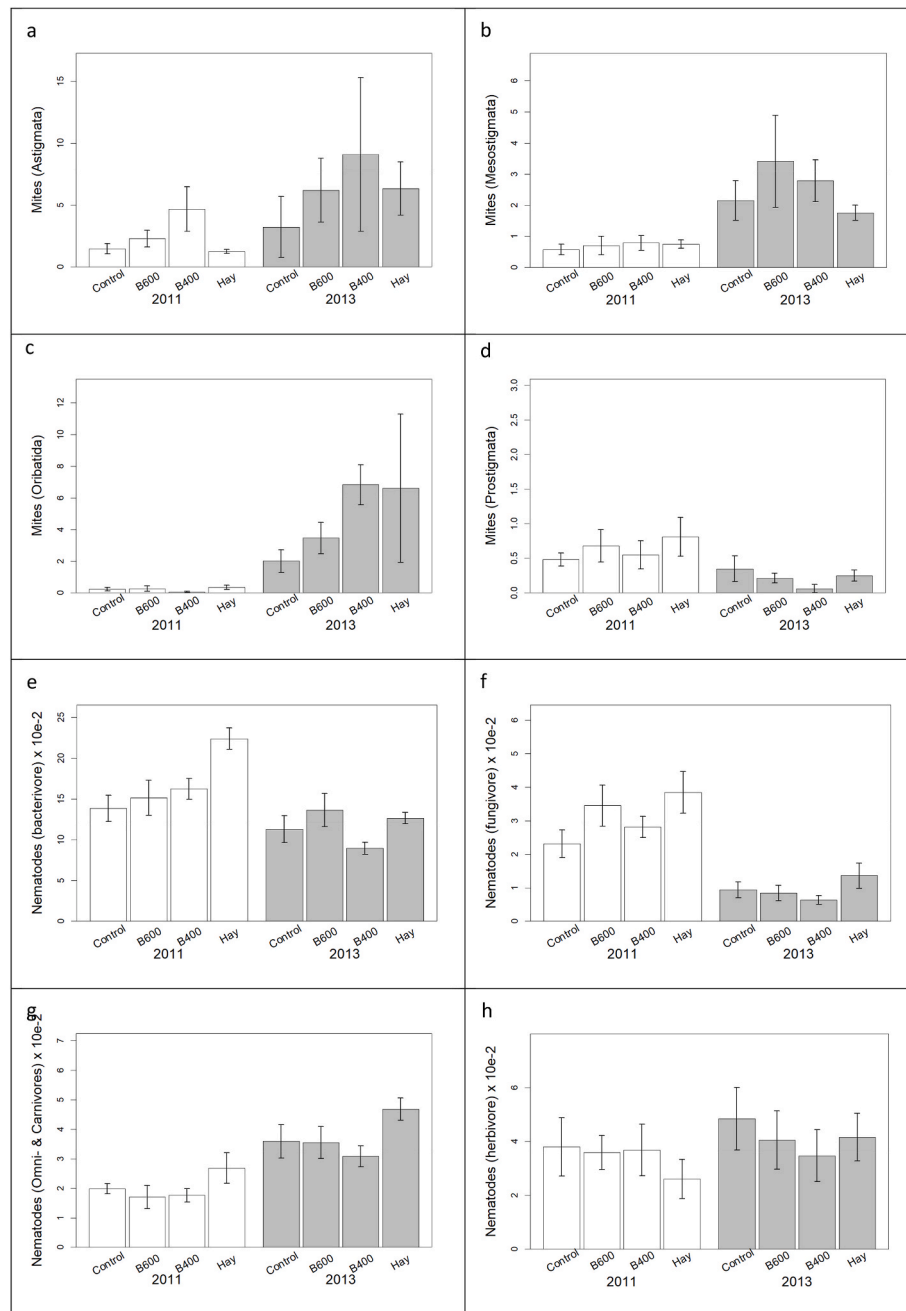 a
Mites (Astigmata)
15
10
5
0
Control B600 B400 Hay Control B600 B400 Hay
2011 2013
b
Mites (Mesostigmata)
6
5
4
3
2
1
0
Control B600 B400 Hay Control B600 B400 Hay
2011 2013
c
Mites (Oribatida)
12
10
8
6
4
2
0
Control B600 B400 Hay Control B600 B400 Hay
2011 2013
d
Mites (Prostigmata)
3.0
2.5
2.0
1.5
1.0
0.5
0.0
Control B600 B400 Hay Control B600 B400 Hay
2011 2013
e
Nematodes (bacterivore) x 10e-2
25
20
15
10
5
0
Control B600 B400 Hay Control B600 B400 Hay
2011 2013
f
Nematodes (fungivore) x 10e-2
6
5
4
3
2
1
0
Control B600 B400 Hay Control B600 B400 Hay
2011 2013
g
Nematodes (Omni- & Carnivores) x 10e-2
7
6
5
4
3
2
1
0
Control B600 B400 Hay Control B600 B400 Hay
2011 2013
h
Nematodes (herbivore) x 10e-2
6
4
2
0
Control B600 B400 Hay Control B600 B400 Hay
2011 2013